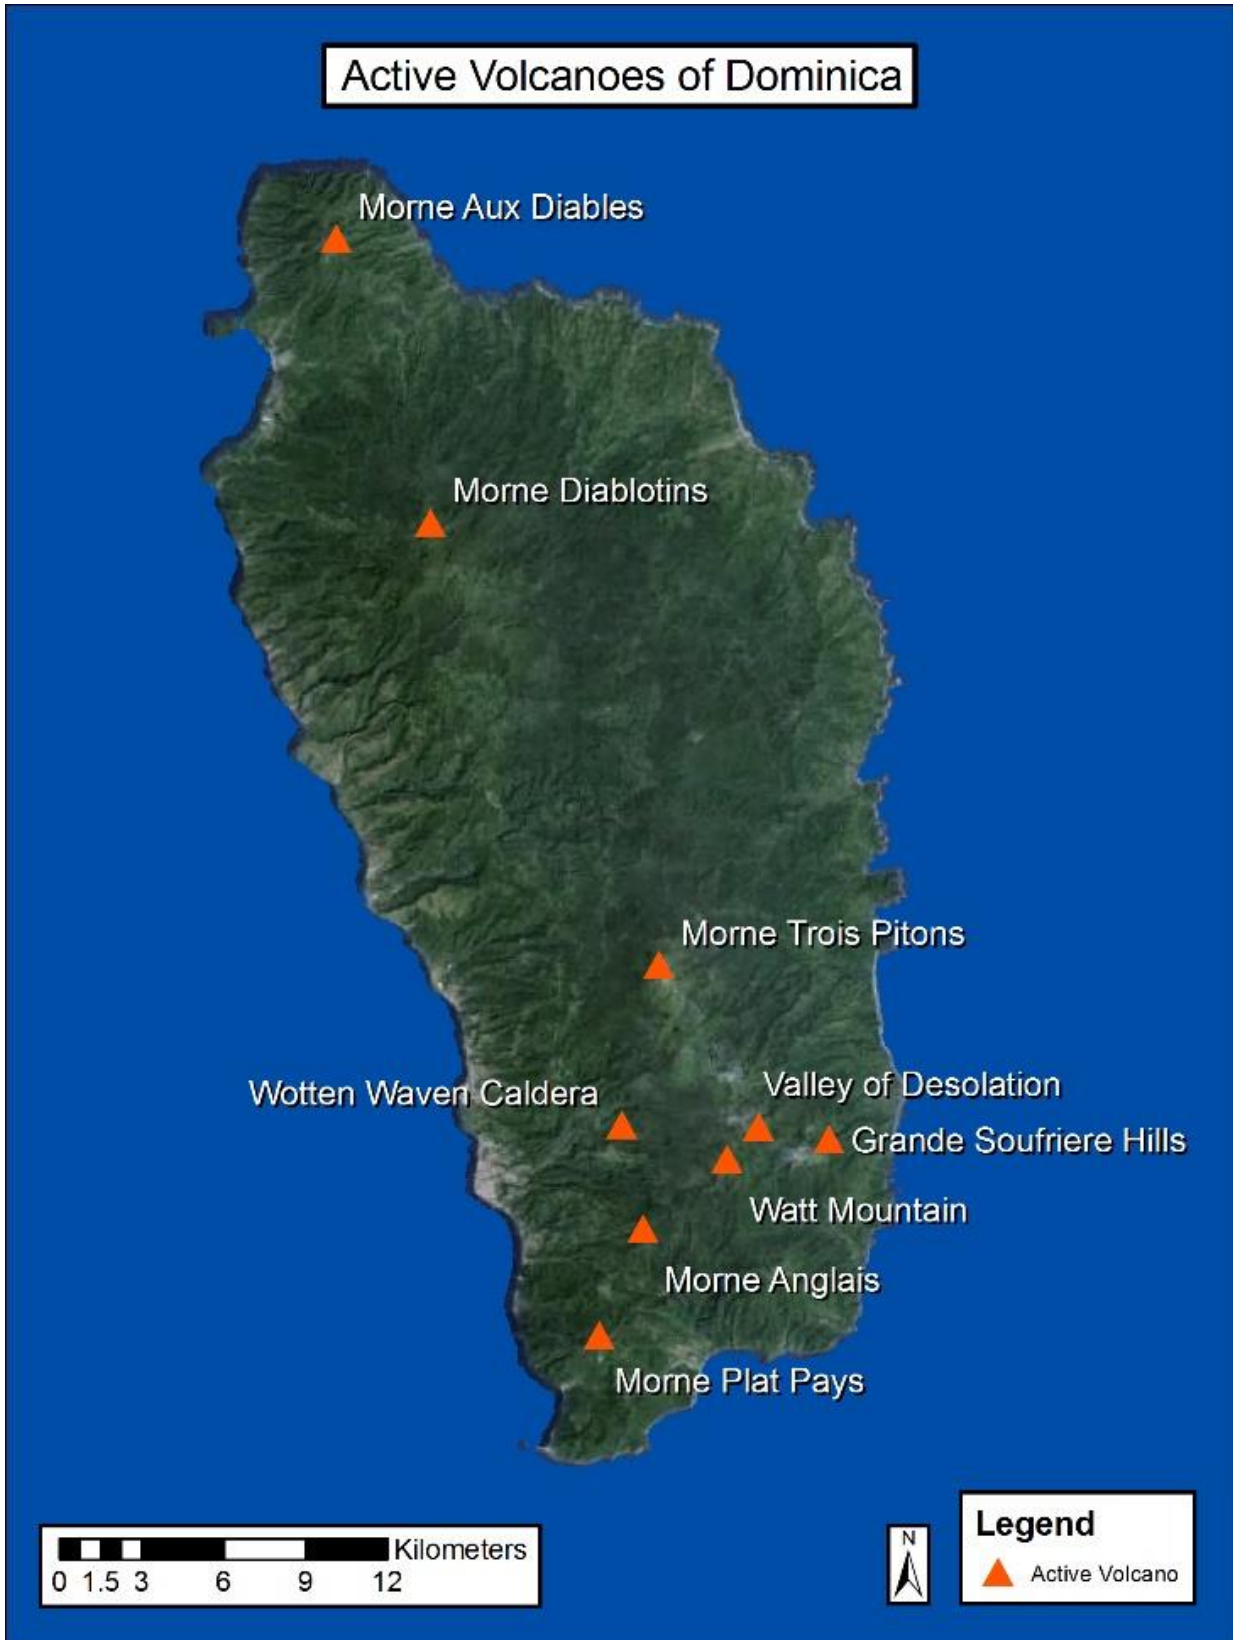 Active Volcanoes of Dominica
Morne Aux Diables
Morne Diablotins
Morne Trois Pitons
Wotten Waven Caldera
Valley of Desolation
Grande Soufriere Hills
Watt Mountain
Morne Anglais
Morne Plat Pays
Kilometers
0 1.5 3 6 9 12
N
Legend
Active Volcano